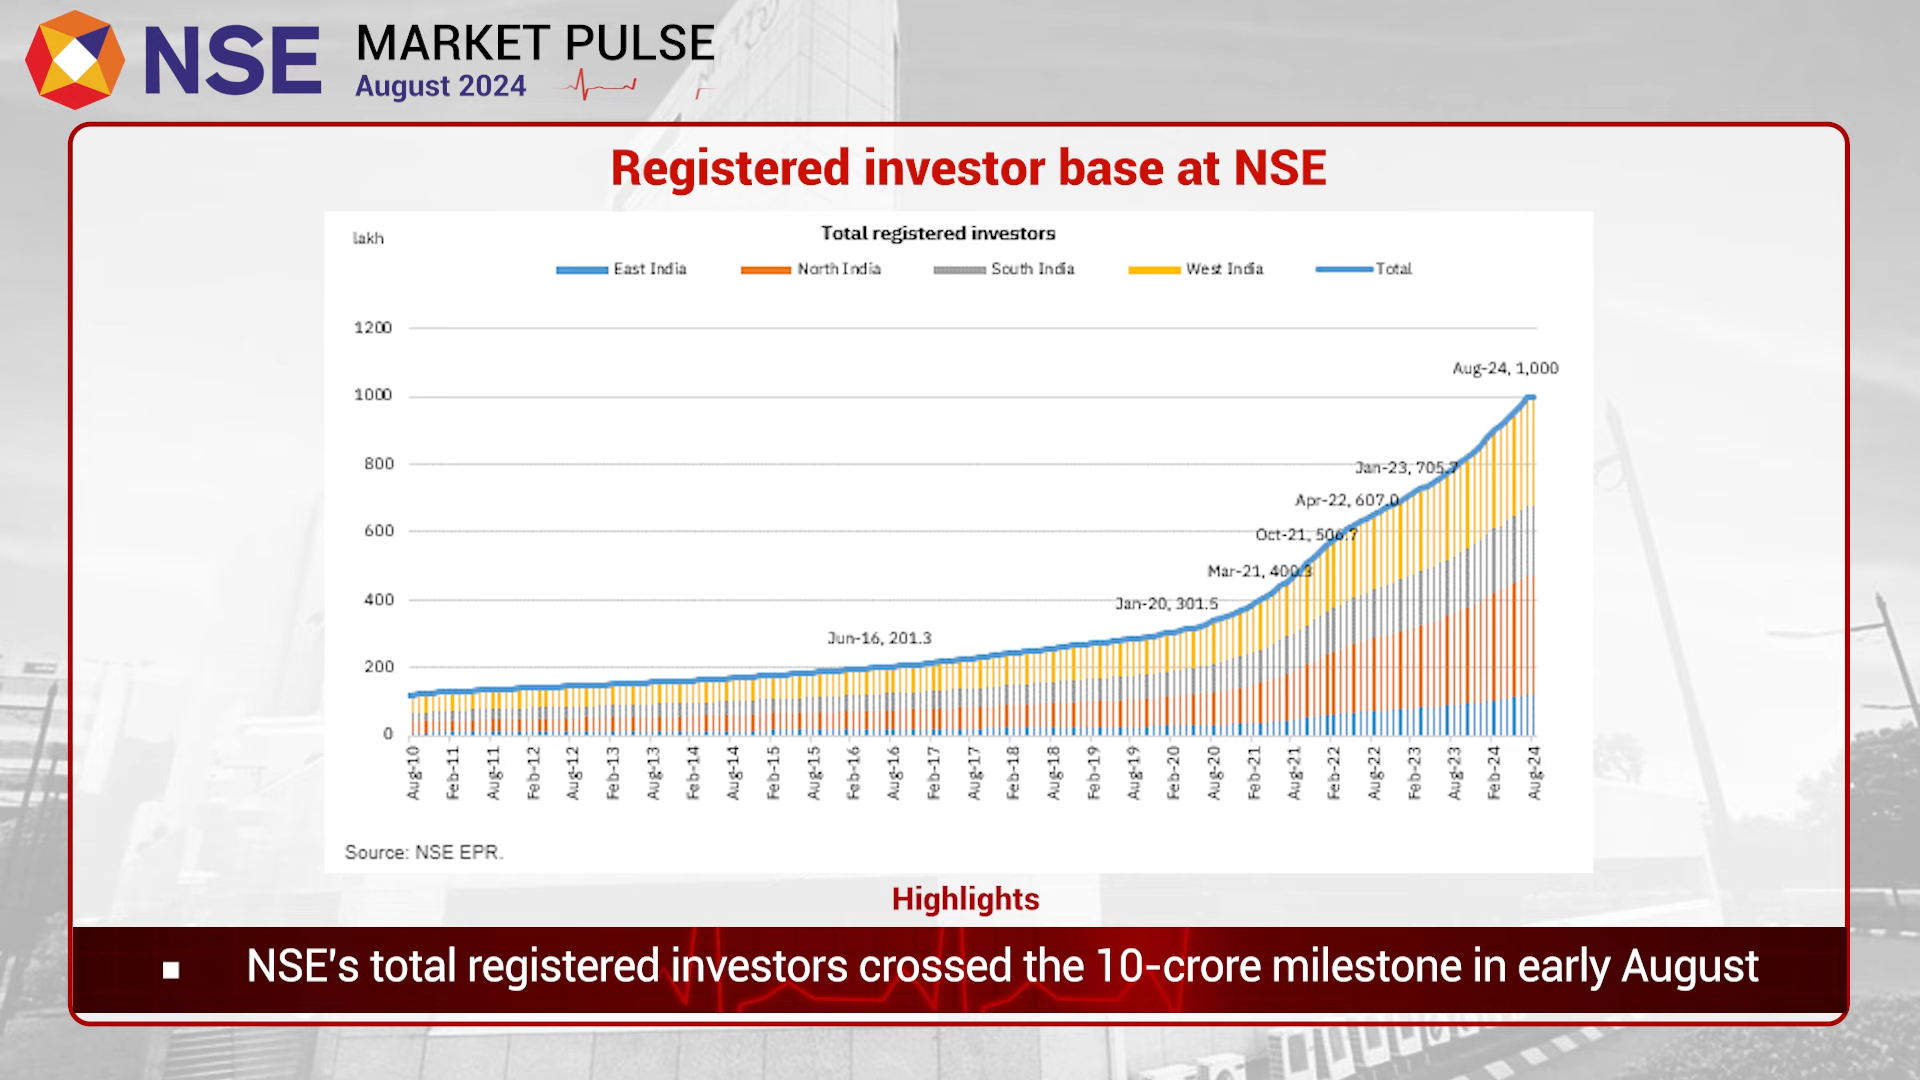 NSE
MARKET PULSE
August 2024
Registered investor base at NSE
lakh
Total registered investors
East India
North India
South India
West India
Total
1200
1000
800
600
400
200
0
Jun-16, 201.3
Jan-20, 301.5
Mar-21, 400.3
Oct-21, 506.7
Apr-22, 607.0
Jan-23, 705.7
Aug-24, 1,000
Aug-10
Feb-11
Aug-11
Feb-12
Aug-12
Feb-13
Aug-13
Feb-14
Aug-14
Feb-15
Aug-15
Feb-16
Aug-16
Feb-17
Aug-17
Feb-18
Aug-18
Feb-19
Aug-19
Feb-20
Aug-20
Feb-21
Aug-21
Feb-22
Aug-22
Feb-23
Aug-23
Feb-24
Aug-24
Source: NSE EPR.
Highlights
▪ NSE's total registered investors crossed the 10-crore milestone in early August